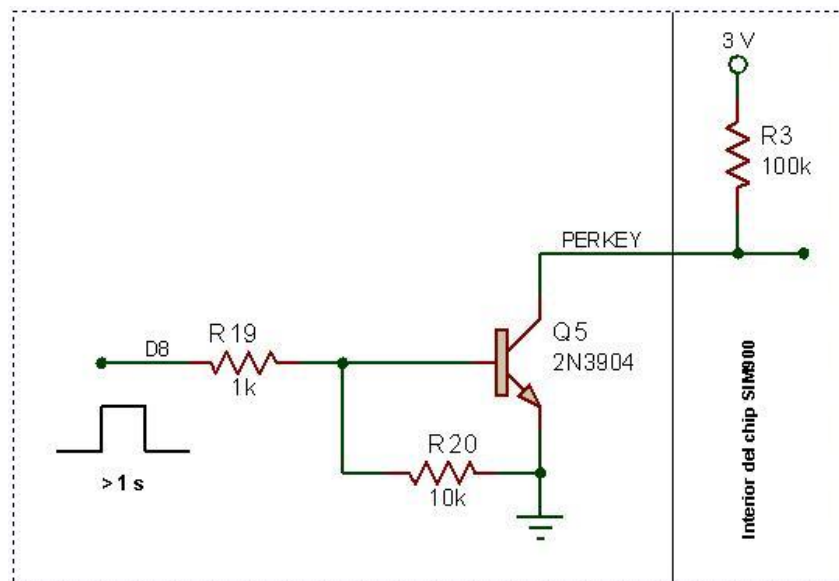 3 V
R3
100k
PERKEY
R19
D8
1k
Q5
2N3904
R20
10k
>1 s
Interior del chip SIM900